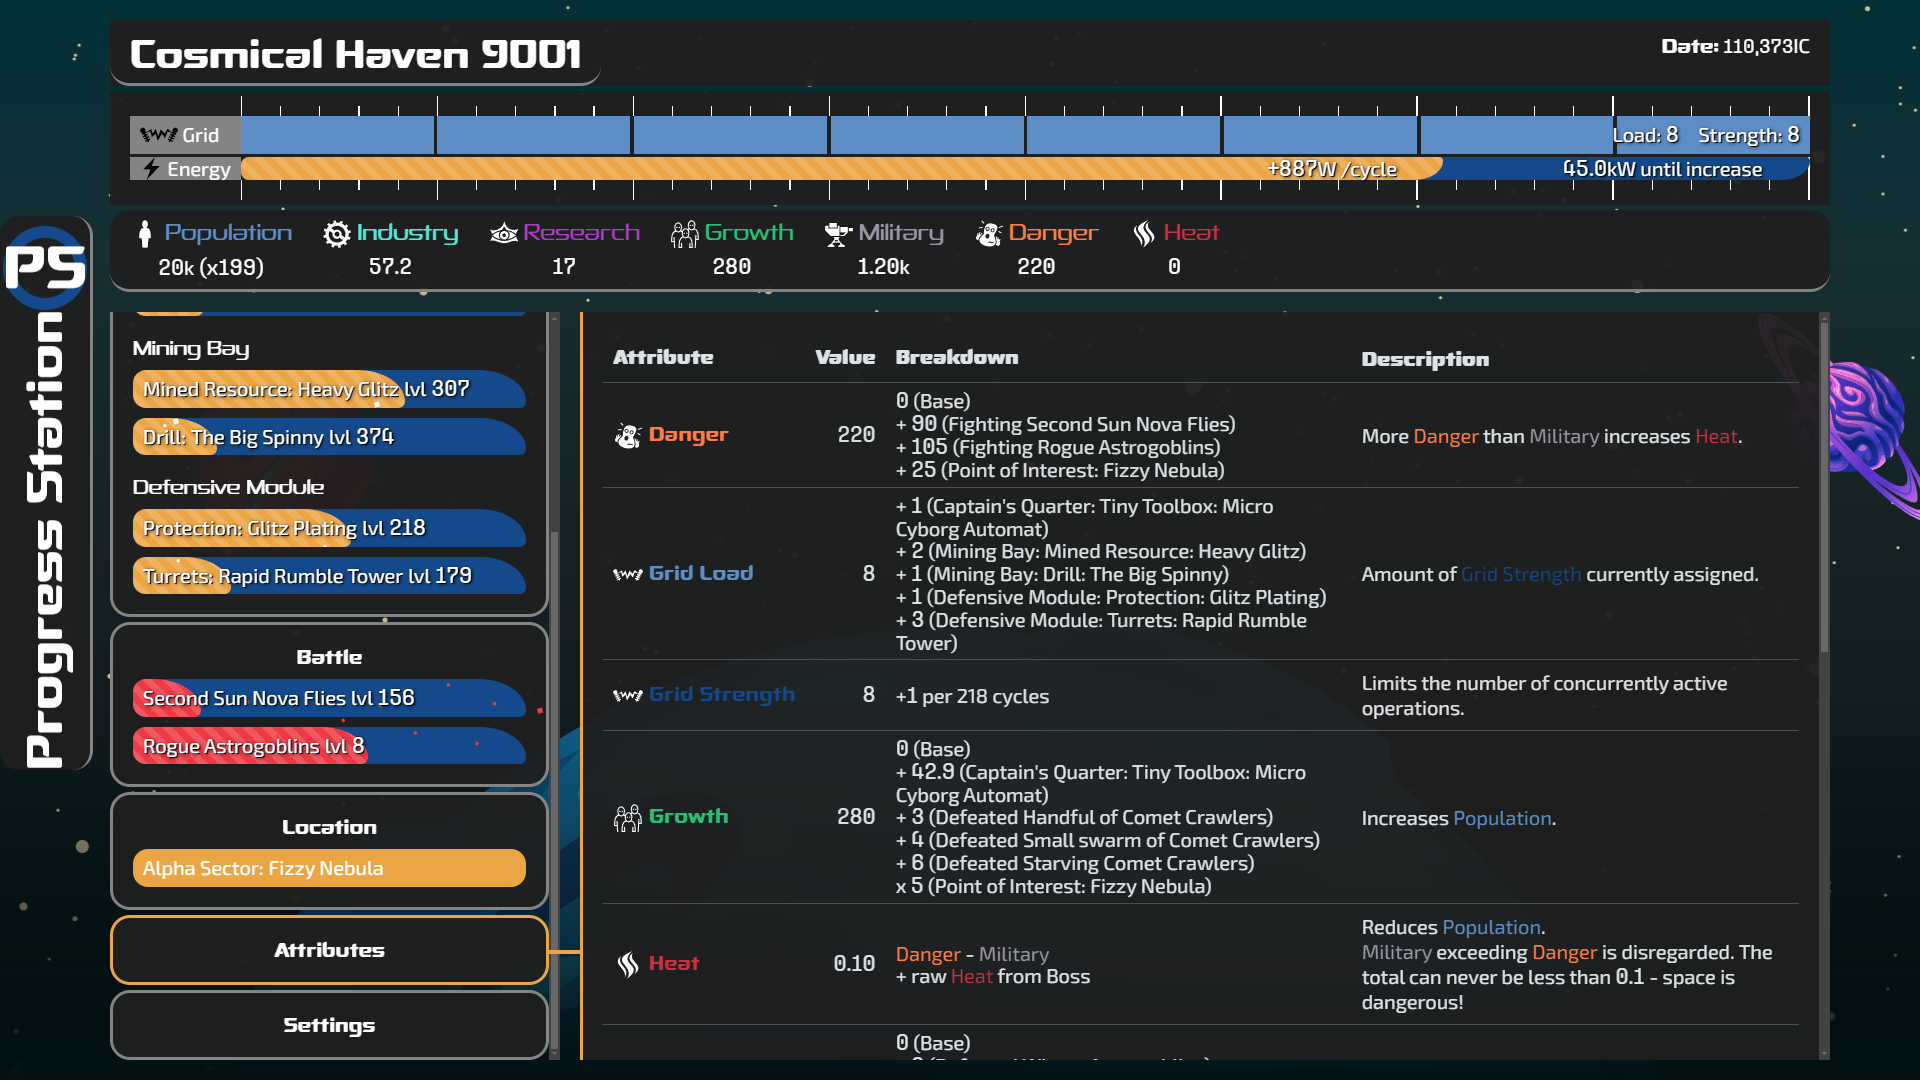 Cosmical Haven 9001
Date: 110,373IC
Grid
Load: 8 Strength: 8
Energy
+887W /cycle
45.0kW until increase
Population
20k (x199)
Industry
57.2
Research
17
Growth
280
Military
1.20k
Danger
220
Heat
0
PS
Progress Station
Mining Bay
Mined Resource: Heavy Glitz lvl 307
Drill: The Big Spinny lvl 374
Defensive Module
Protection: Glitz Plating lvl 218
Turrets: Rapid Rumble Tower lvl 179
Battle
Second Sun Nova Flies lvl 156
Rogue Astrogoblins lvl 8
Location
Alpha Sector: Fizzy Nebula
Attributes
Settings
Attribute Value Breakdown Description
Danger
220
0 (Base)
+ 90 (Fighting Second Sun Nova Flies)
+ 105 (Fighting Rogue Astrogoblins)
+ 25 (Point of Interest: Fizzy Nebula)
More Danger than Military increases Heat.
Grid Load
8
+ 1 (Captain's Quarter: Tiny Toolbox: Micro
Cyborg Automat)
+ 2 (Mining Bay: Mined Resource: Heavy Glitz)
+ 1 (Mining Bay: Drill: The Big Spinny)
+ 1 (Defensive Module: Protection: Glitz Plating)
+ 3 (Defensive Module: Turrets: Rapid Rumble
Tower)
Amount of Grid Strength currently assigned.
Grid Strength
8
+1 per 218 cycles
Limits the number of concurrently active
operations.
Growth
280
0 (Base)
+ 42.9 (Captain's Quarter: Tiny Toolbox: Micro
Cyborg Automat)
+ 3 (Defeated Handful of Comet Crawlers)
+ 4 (Defeated Small swarm of Comet Crawlers)
+ 6 (Defeated Starving Comet Crawlers)
x 5 (Point of Interest: Fizzy Nebula)
Increases Population.
Heat
0.10
Danger - Military
+ raw Heat from Boss
Reduces Population.
Military exceeding Danger is disregarded. The
total can never be less than 0.1 - space is
dangerous!
0 (Base)